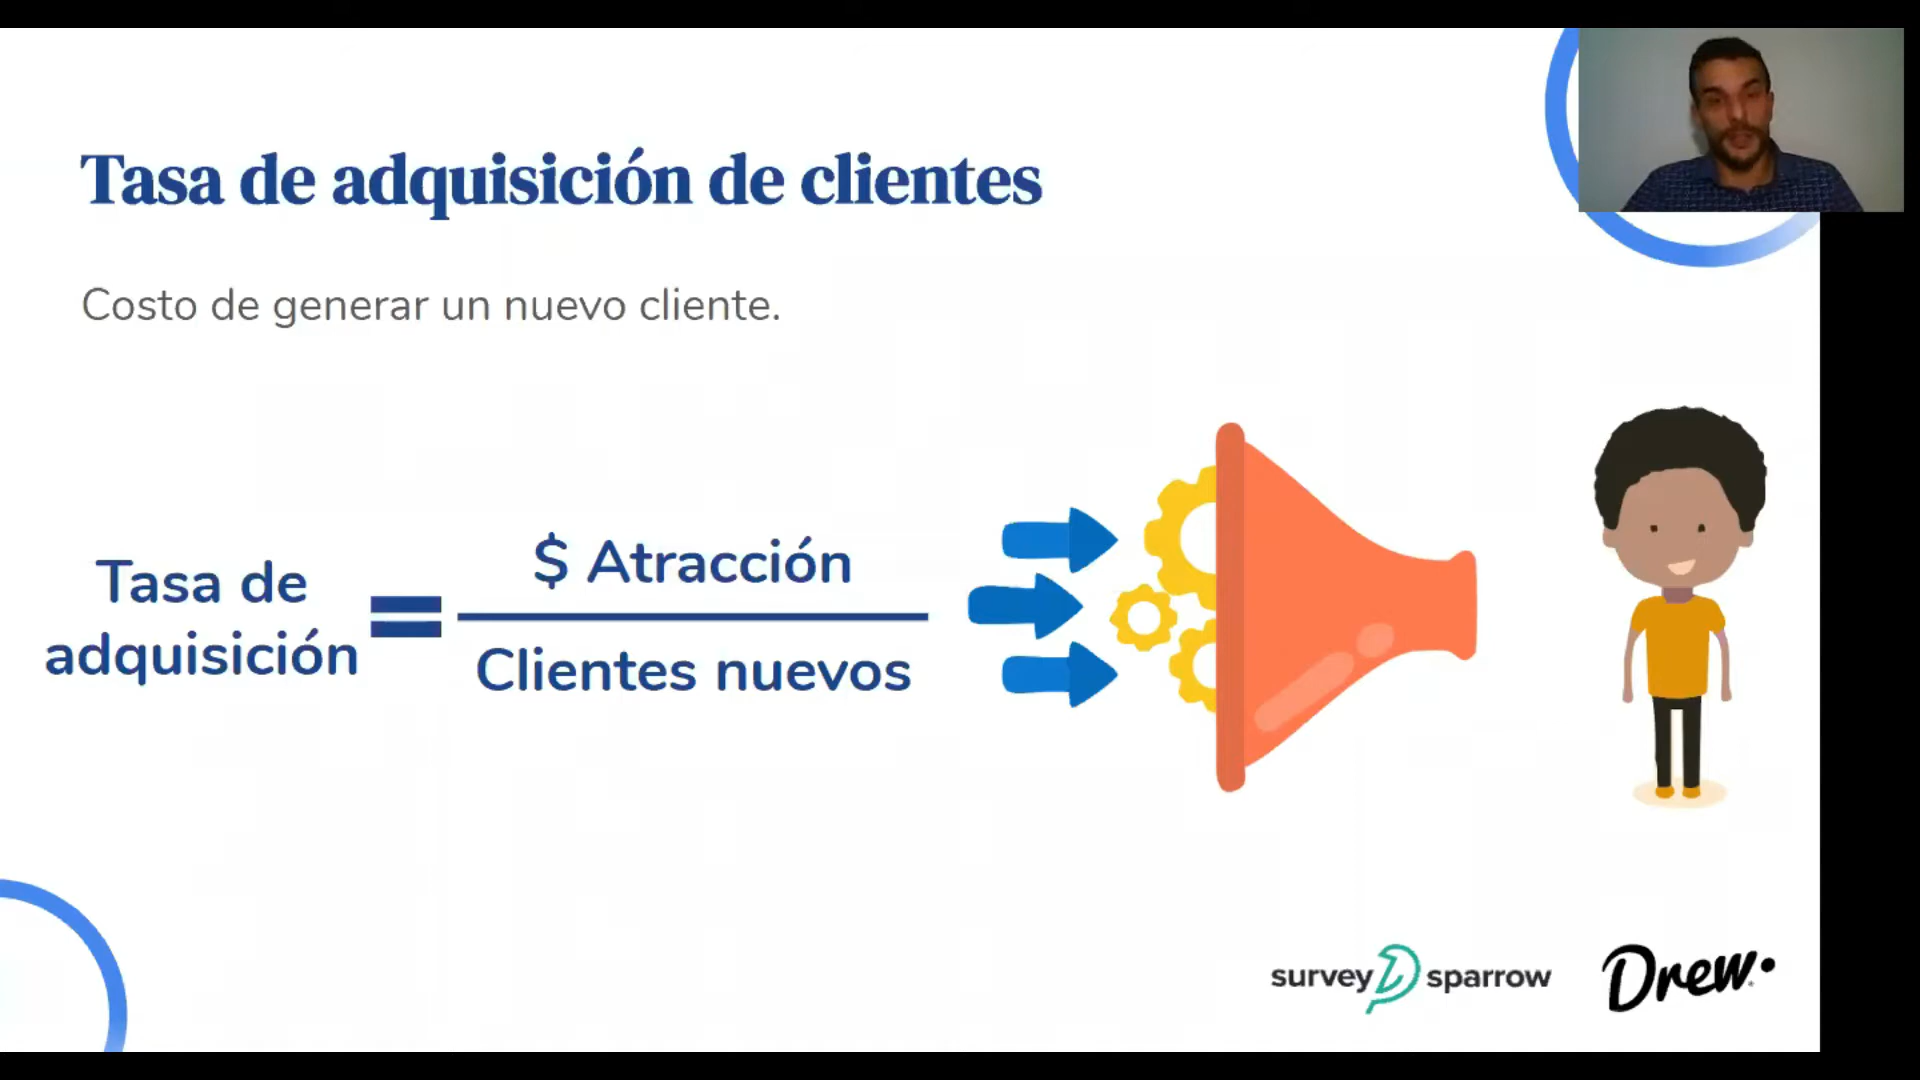 Tasa de adquisición de clientes
Costo de generar un nuevo cliente.
Tasa de
adquisición
=
$ Atracción
Clientes nuevos
survey sparrow
Drew